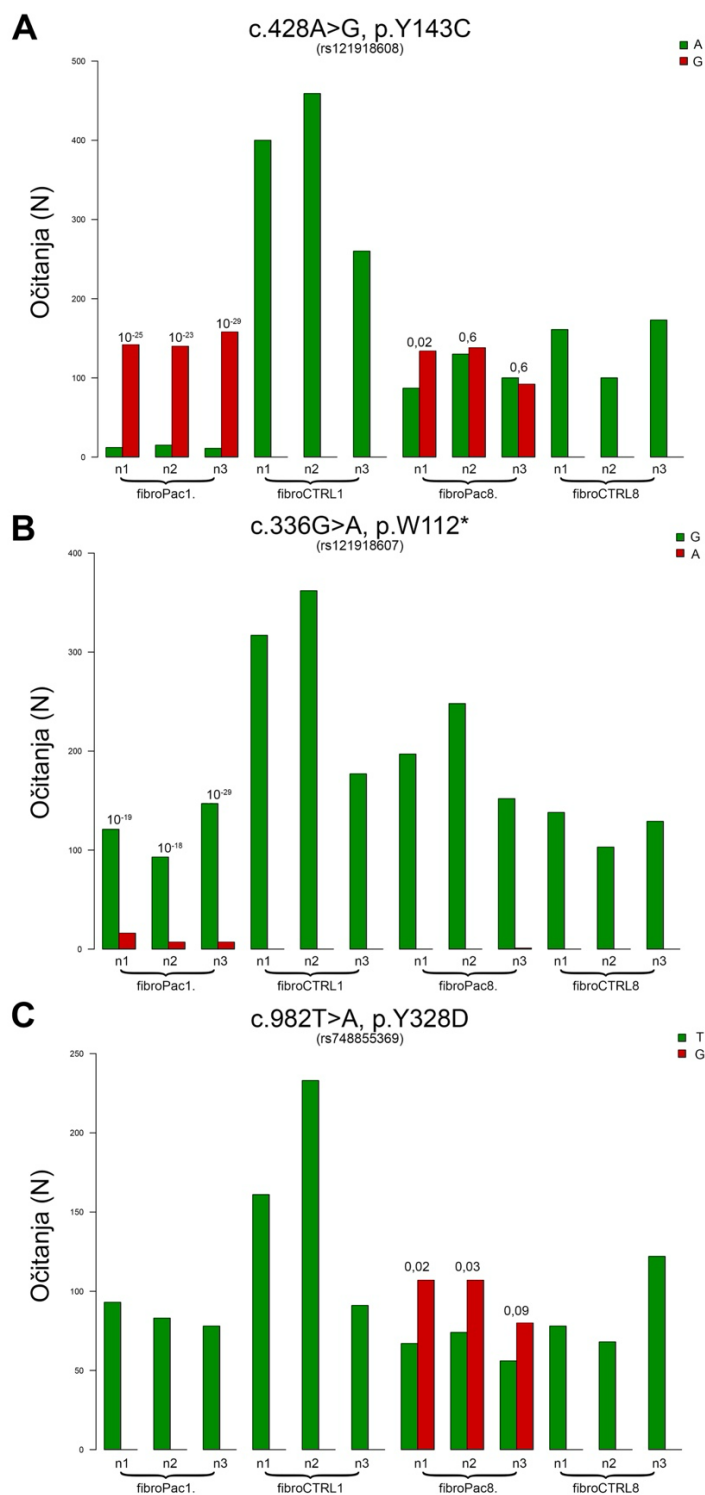 A
c.428A>G, p.Y143C
(rs121918608)
A
G
Očitanja (N)
500
400
300
200
100
0
10-25
10-23
10-29
0,02
0,6
0,6
n1 n2 n3 n1 n2 n3 n1 n2 n3 n1 n2 n3
fibroPac1. fibroCTRL1 fibroPac8. fibroCTRL8
B
c.336G>A, p.W112*
(rs121918607)
G
A
Očitanja (N)
400
300
200
100
0
10-19
10-18
10-29
n1 n2 n3 n1 n2 n3 n1 n2 n3 n1 n2 n3
fibroPac1. fibroCTRL1 fibroPac8. fibroCTRL8
C
c.982T>A, p.Y328D
(rs748855369)
T
G
Očitanja (N)
250
200
150
100
50
0
0,02
0,03
0,09
n1 n2 n3 n1 n2 n3 n1 n2 n3 n1 n2 n3
fibroPac1. fibroCTRL1 fibroPac8. fibroCTRL8